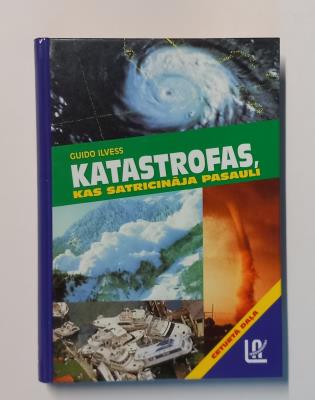 GUIDO ILVESS
KATASTROFAS,
KAS SATRICINĀJA PASAULI
CETURTĀ DAĻA